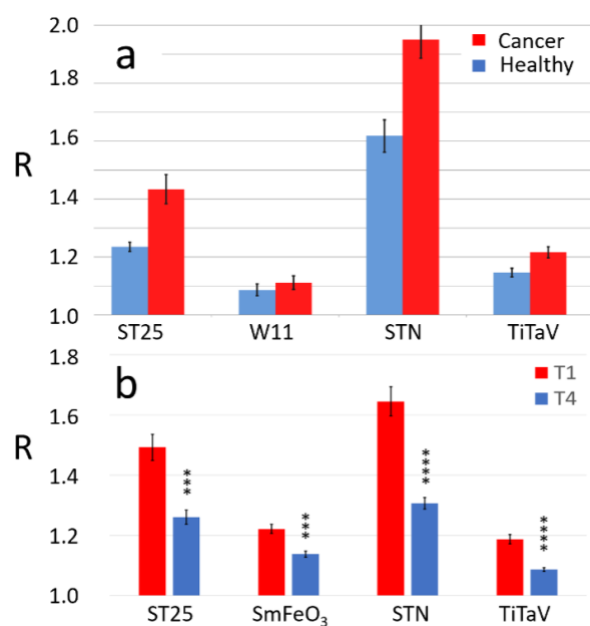 2.0
a
Cancer
Healthy
1.8
1.6
R
1.4
1.2
1.0
ST25 W11 STN TiTaV
1.8
b
T1
T4
R
1.6
****
1.4
***
***
****
1.2
1.0
ST25 SmFeO₃ STN TiTaV